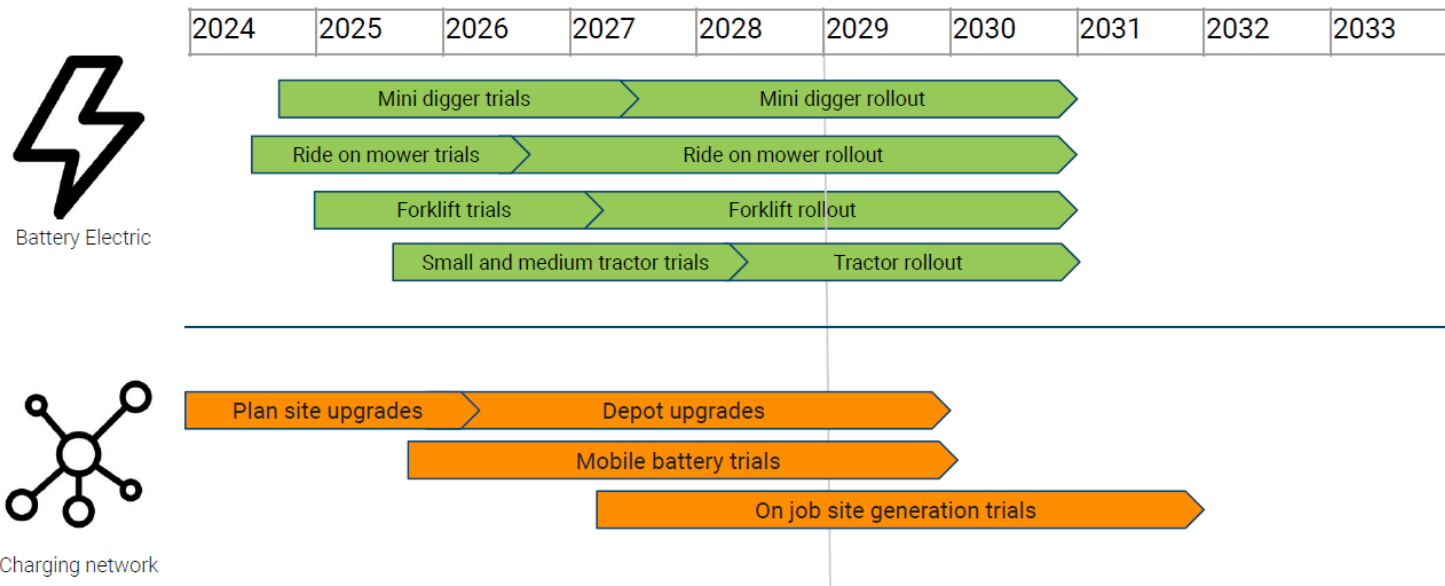 2024 2025 2026 2027 2028 2029 2030 2031 2032 2033
Mini digger trials Mini digger rollout
Ride on mower trials Ride on mower rollout
Forklift trials Forklift rollout
Battery Electric
Small and medium tractor trials Tractor rollout
Plan site upgrades Depot upgrades
Mobile battery trials
On job site generation trials
Charging network